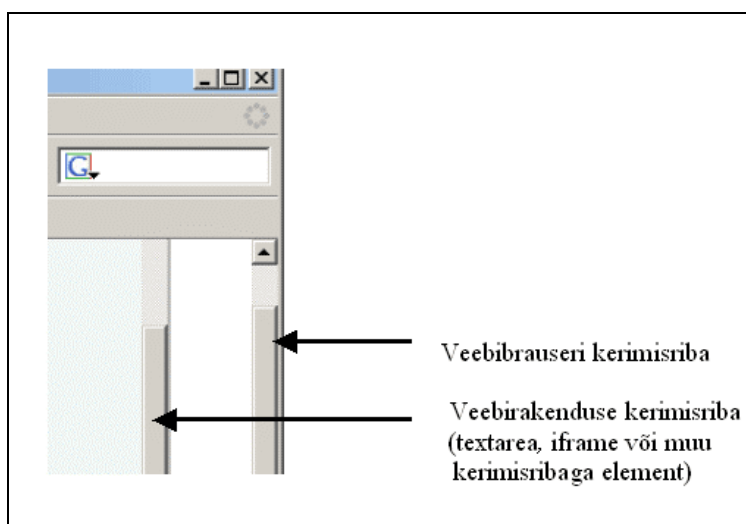 G
Veebibrauseri kerimisriba
Veebirakenduse kerimisriba
(textarea, iframe või muu
kerimisribaga element)